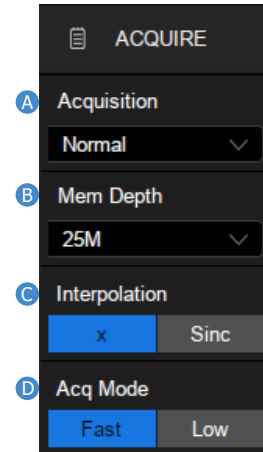 ACQUIRE
A Acquisition
Normal
B Mem Depth
25M
C Interpolation
x Sinc
D Acq Mode
Fast Low